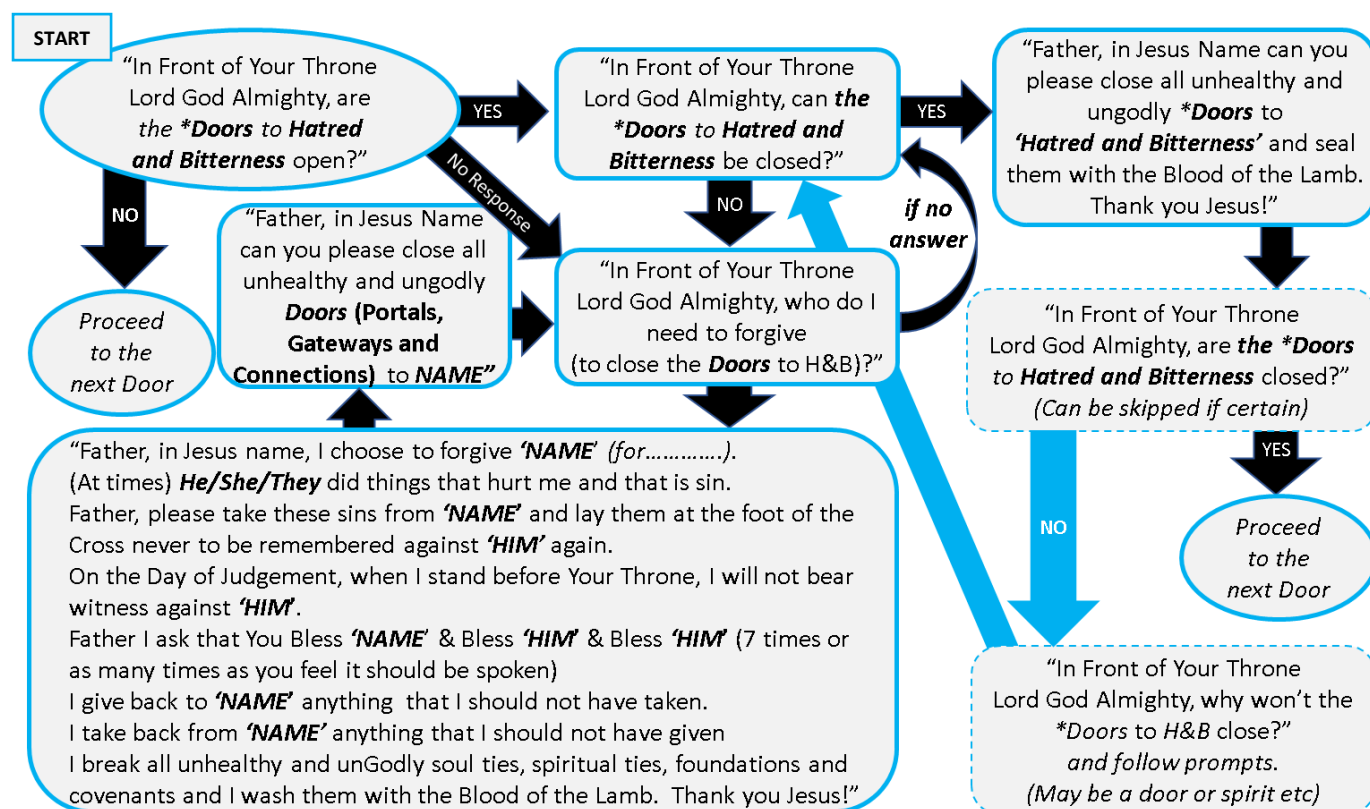 START
“In Front of Your Throne
Lord God Almighty, are
the *Doors to Hatred
and Bitterness open?”
YES
“In Front of Your Throne
Lord God Almighty, can the
*Doors to Hatred and
Bitterness be closed?”
YES
“Father, in Jesus Name can you
please close all unhealthy and
ungodly *Doors to
‘Hatred and Bitterness’ and seal
them with the Blood of the Lamb.
Thank you Jesus!”
NO
No Response
NO
if no
answer
Proceed
to the
next Door
“Father, in Jesus Name
can you please close all
unhealthy and ungodly
Doors (Portals,
Gateways and
Connections) to NAME”
“In Front of Your Throne
Lord God Almighty, who do I
need to forgive
(to close the Doors to H&B)?”
“In Front of Your Throne
Lord God Almighty, are the *Doors
to Hatred and Bitterness closed?”
(Can be skipped if certain)
YES
NO
Proceed
to the
next Door
“Father, in Jesus name, I choose to forgive ‘NAME’ (for………….).
(At times) He/She/They did things that hurt me and that is sin.
Father, please take these sins from ‘NAME’ and lay them at the foot of the
Cross never to be remembered against ‘HIM’ again.
On the Day of Judgement, when I stand before Your Throne, I will not bear
witness against ‘HIM’.
Father I ask that You Bless ‘NAME’ & Bless ‘HIM’ & Bless ‘HIM’ (7 times or
as many times as you feel it should be spoken)
I give back to ‘NAME’ anything that I should not have taken.
I take back from ‘NAME’ anything that I should not have given
I break all unhealthy and unGodly soul ties, spiritual ties, foundations and
covenants and I wash them with the Blood of the Lamb. Thank you Jesus!”
“In Front of Your Throne
Lord God Almighty, why won’t the
*Doors to H&B close?”
and follow prompts.
(May be a door or spirit etc)